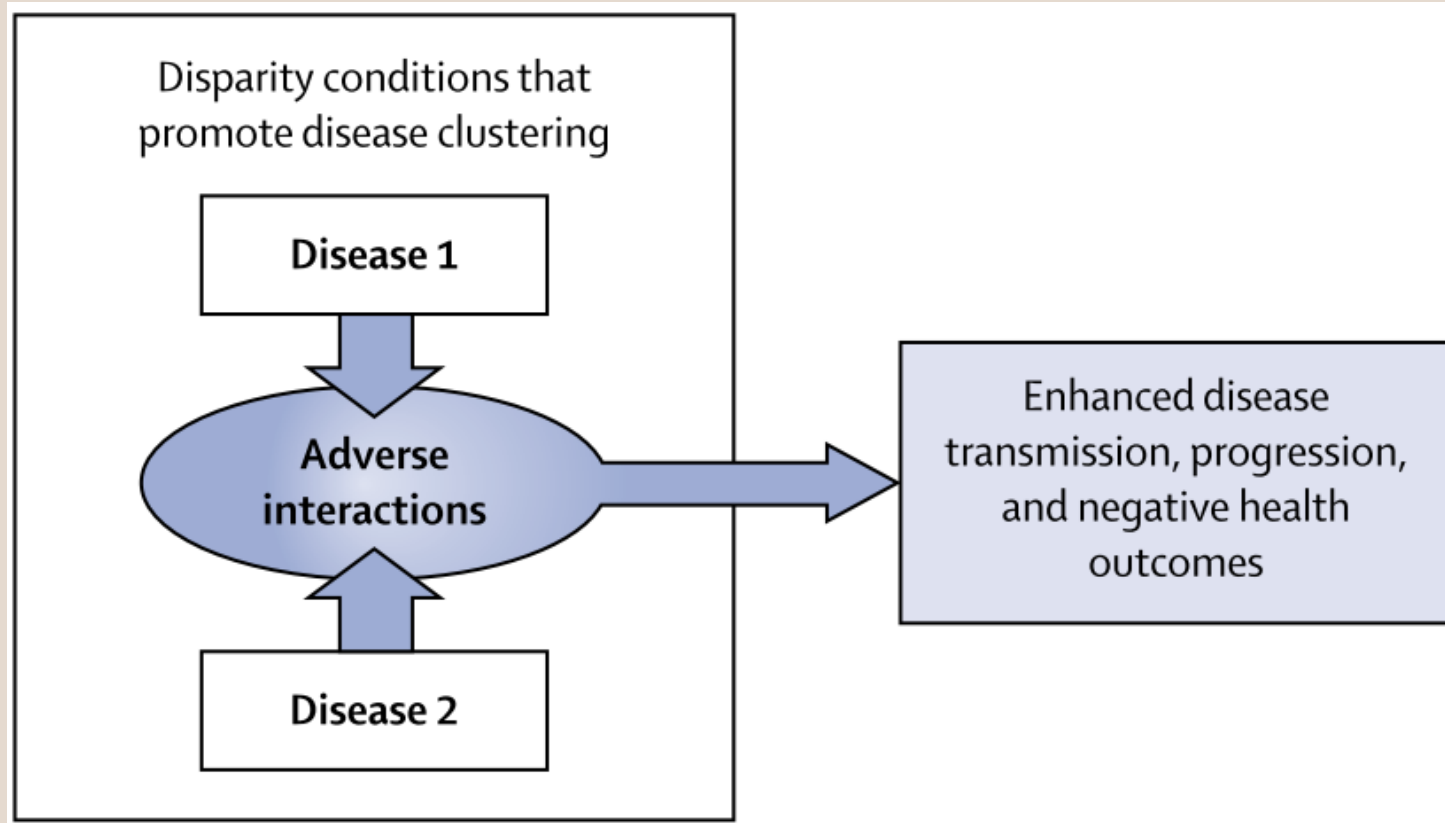 Disparity conditions that
promote disease clustering
Disease 1
Adverse
interactions
Disease 2
Enhanced disease
transmission, progression,
and negative health
outcomes